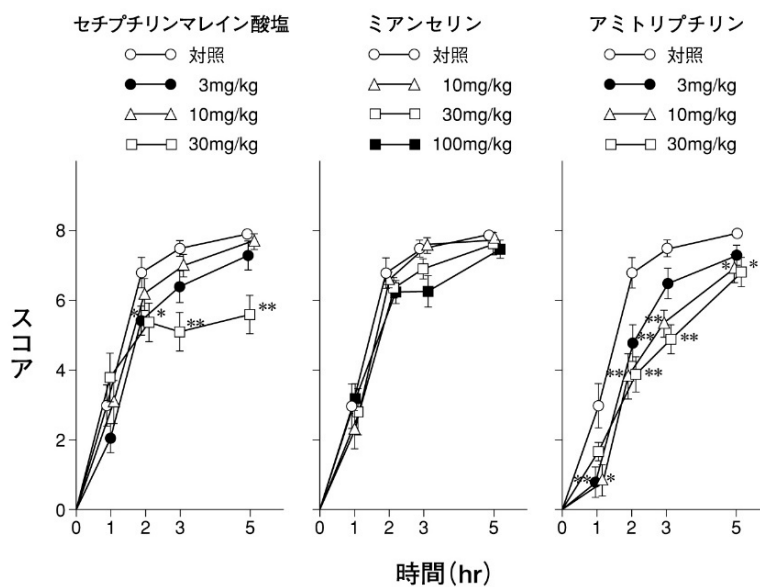 セチプチリンマレイン酸塩
対照
3mg/kg
10mg/kg
30mg/kg
ミアンセリン
対照
10mg/kg
30mg/kg
100mg/kg
アミトリプチリン
対照
3mg/kg
10mg/kg
30mg/kg
スコア
8
6
4
2
0
* *
**
**
0 1 2 3 5
0 1 2 3 5
** *
** **
**
** **
* *
0 1 2 3 5
時間(hr)